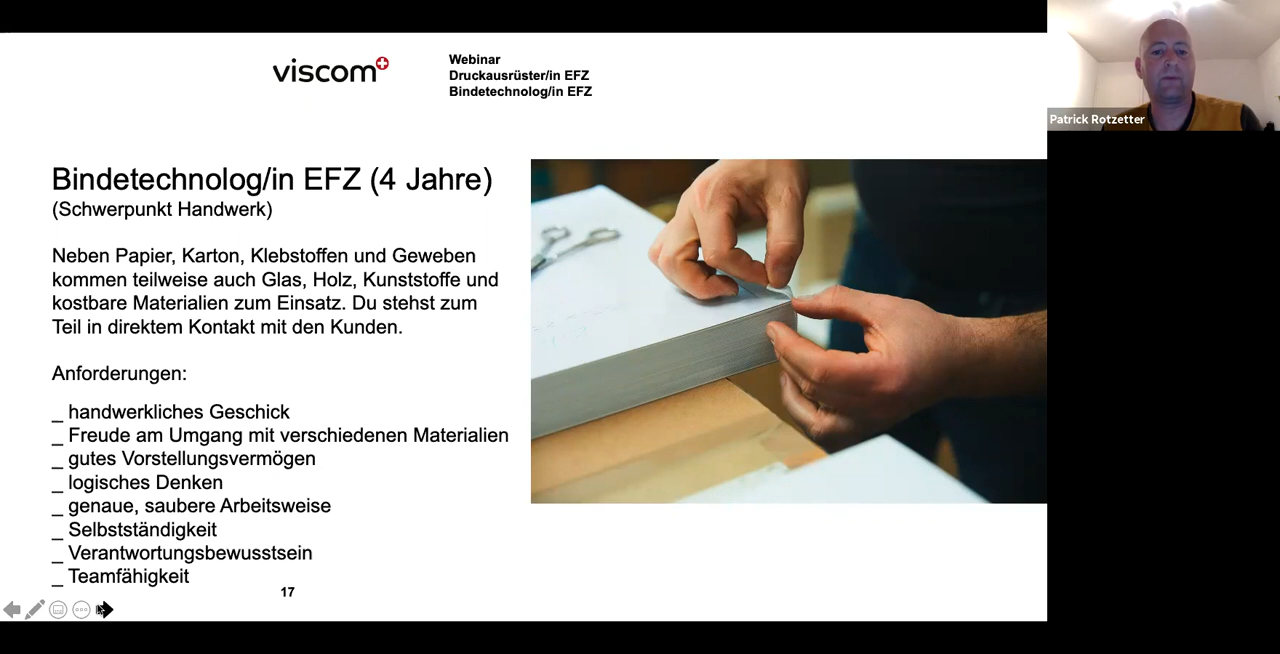 viscom
Webinar
Druckausrüster/in EFZ
Bindetechnolog/in EFZ
Patrick Rotzetter
Bindetechnolog/in EFZ (4 Jahre)
(Schwerpunkt Handwerk)
Neben Papier, Karton, Klebstoffen und Geweben
kommen teilweise auch Glas, Holz, Kunststoffe und
kostbare Materialien zum Einsatz. Du stehst zum
Teil in direktem Kontakt mit den Kunden.
Anforderungen:
_ handwerkliches Geschick
_ Freude am Umgang mit verschiedenen Materialien
_ gutes Vorstellungsvermögen
_ logisches Denken
_ genaue, saubere Arbeitsweise
_ Selbstständigkeit
_ Verantwortungsbewusstsein
_ Teamfähigkeit
17